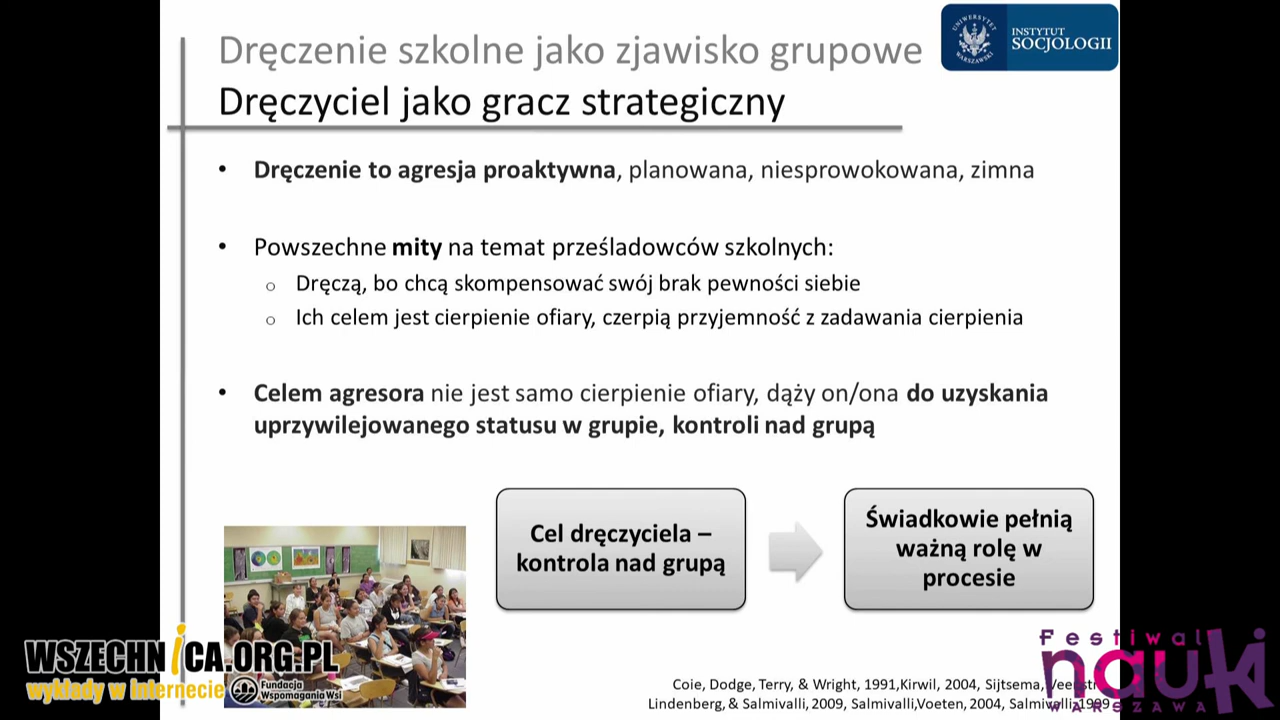 Dręczenie szkolne jako zjawisko grupowe
Dręczyciel jako gracz strategiczny
UNIWERSYTET WARSZAWSKI
INSTYTUT
SOCJOLOGII
• Dręczenie to agresja proaktywna, planowana, niesprowokowana, zimna
• Powszechne mity na temat prześladowców szkolnych:
o Dręczą, bo chcą skompensować swój brak pewności siebie
o Ich celem jest cierpienie ofiary, czerpią przyjemność z zadawania cierpienia
• Celem agresora nie jest samo cierpienie ofiary, dąży on/ona do uzyskania
uprzywilejowanego statusu w grupie, kontroli nad grupą
Cel dręczyciela –
kontrola nad grupą
Świadkowie pełnią
ważną rolę w
procesie
WSZECHNICA.ORG.PL
wykłady w Internecie
Fundacja
Wspomagania Wsi
Coie, Dodge, Terry, & Wright, 1991,Kirwil, 2004, Sijtsema,
Lindenberg, & Salmivalli, 2009, Salmivalli,Voeten, 2004, Salmivalli,1999
Festiwal
nauki
WARSZAWA